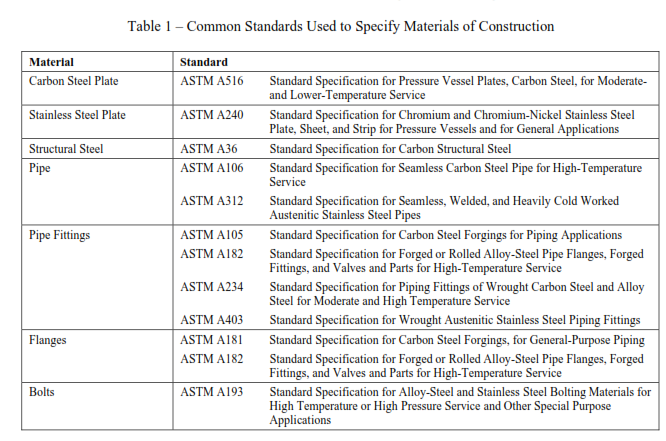 Table 1 – Common Standards Used to Specify Materials of Construction
Material Standard
Carbon Steel Plate ASTM A516 Standard Specification for Pressure Vessel Plates, Carbon Steel, for Moderate-
and Lower-Temperature Service
Stainless Steel Plate ASTM A240 Standard Specification for Chromium and Chromium-Nickel Stainless Steel
Plate, Sheet, and Strip for Pressure Vessels and for General Applications
Structural Steel ASTM A36 Standard Specification for Carbon Structural Steel
Pipe ASTM A106 Standard Specification for Seamless Carbon Steel Pipe for High-Temperature
Service
ASTM A312 Standard Specification for Seamless, Welded, and Heavily Cold Worked
Austenitic Stainless Steel Pipes
Pipe Fittings ASTM A105 Standard Specification for Carbon Steel Forgings for Piping Applications
ASTM A182 Standard Specification for Forged or Rolled Alloy-Steel Pipe Flanges, Forged
Fittings, and Valves and Parts for High-Temperature Service
ASTM A234 Standard Specification for Piping Fittings of Wrought Carbon Steel and Alloy
Steel for Moderate and High Temperature Service
ASTM A403 Standard Specification for Wrought Austenitic Stainless Steel Piping Fittings
Flanges ASTM A181 Standard Specification for Carbon Steel Forgings, for General-Purpose Piping
ASTM A182 Standard Specification for Forged or Rolled Alloy-Steel Pipe Flanges, Forged
Fittings, and Valves and Parts for High-Temperature Service
Bolts ASTM A193 Standard Specification for Alloy-Steel and Stainless Steel Bolting Materials for
High Temperature or High Pressure Service and Other Special Purpose
Applications